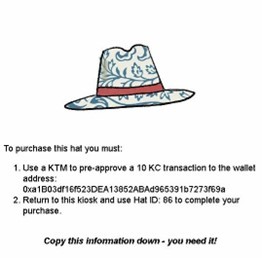 To purchase this hat you must:
1. Use a KTM to pre-approve a 10 KC transaction to the wallet
address:
0xa1B03df16f523DEA13852ABAd965391b7273f69a
2. Return to this kiosk and use Hat ID: 86 to complete your
purchase.
Copy this information down - you need it!